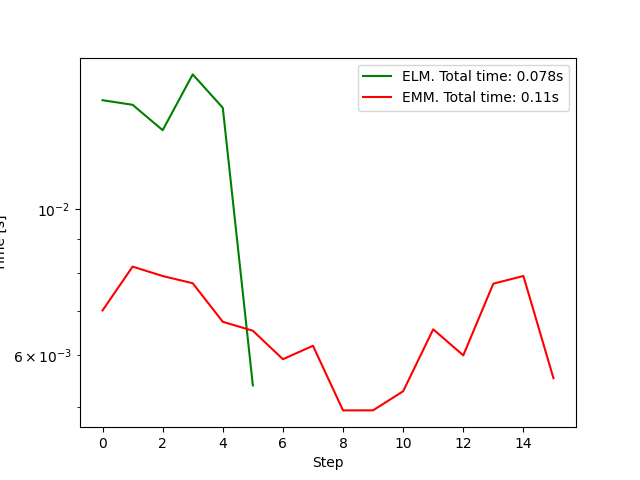 ELM. Total time: 0.078s
EMM. Total time: 0.11s
10⁻²
6 × 10⁻³
[s]
0 2 4 6 8 10 12 14
Step